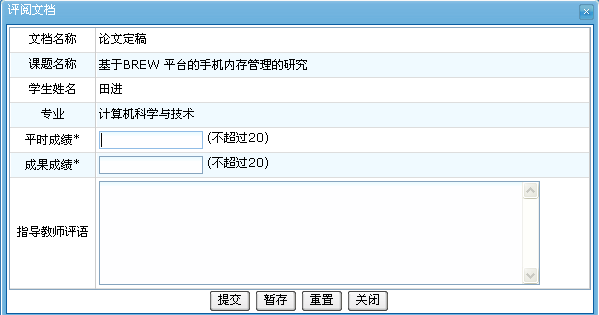 评阅文档
文档名称 论文定稿
课题名称 基于BREW 平台的手机内存管理的研究
学生姓名 田进
专业 计算机科学与技术
平时成绩* (不超过20)
成果成绩* (不超过20)
指导教师评语
提交 暂存 重置 关闭